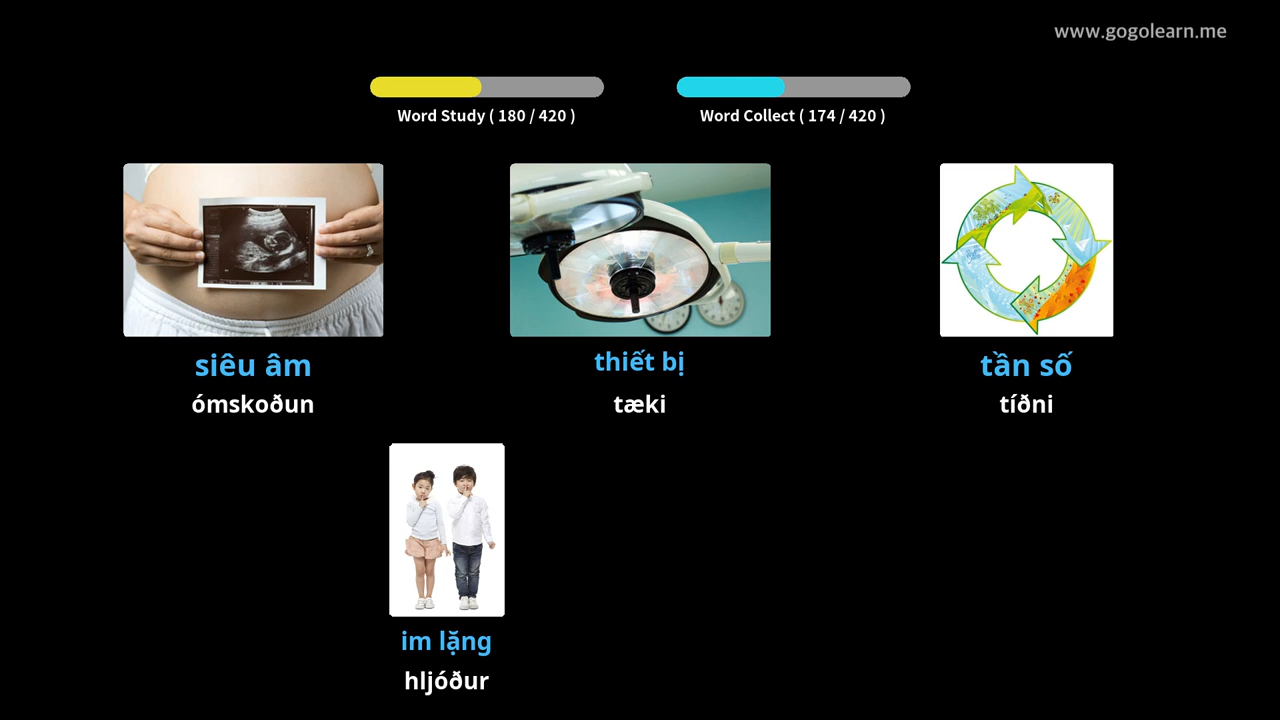 www.gogolearn.me
Word Study ( 180 / 420 )
Word Collect ( 174 / 420 )
siêu âm
ómskoðun
thiết bị
tæki
tần số
tíðni
im lặng
hljóður